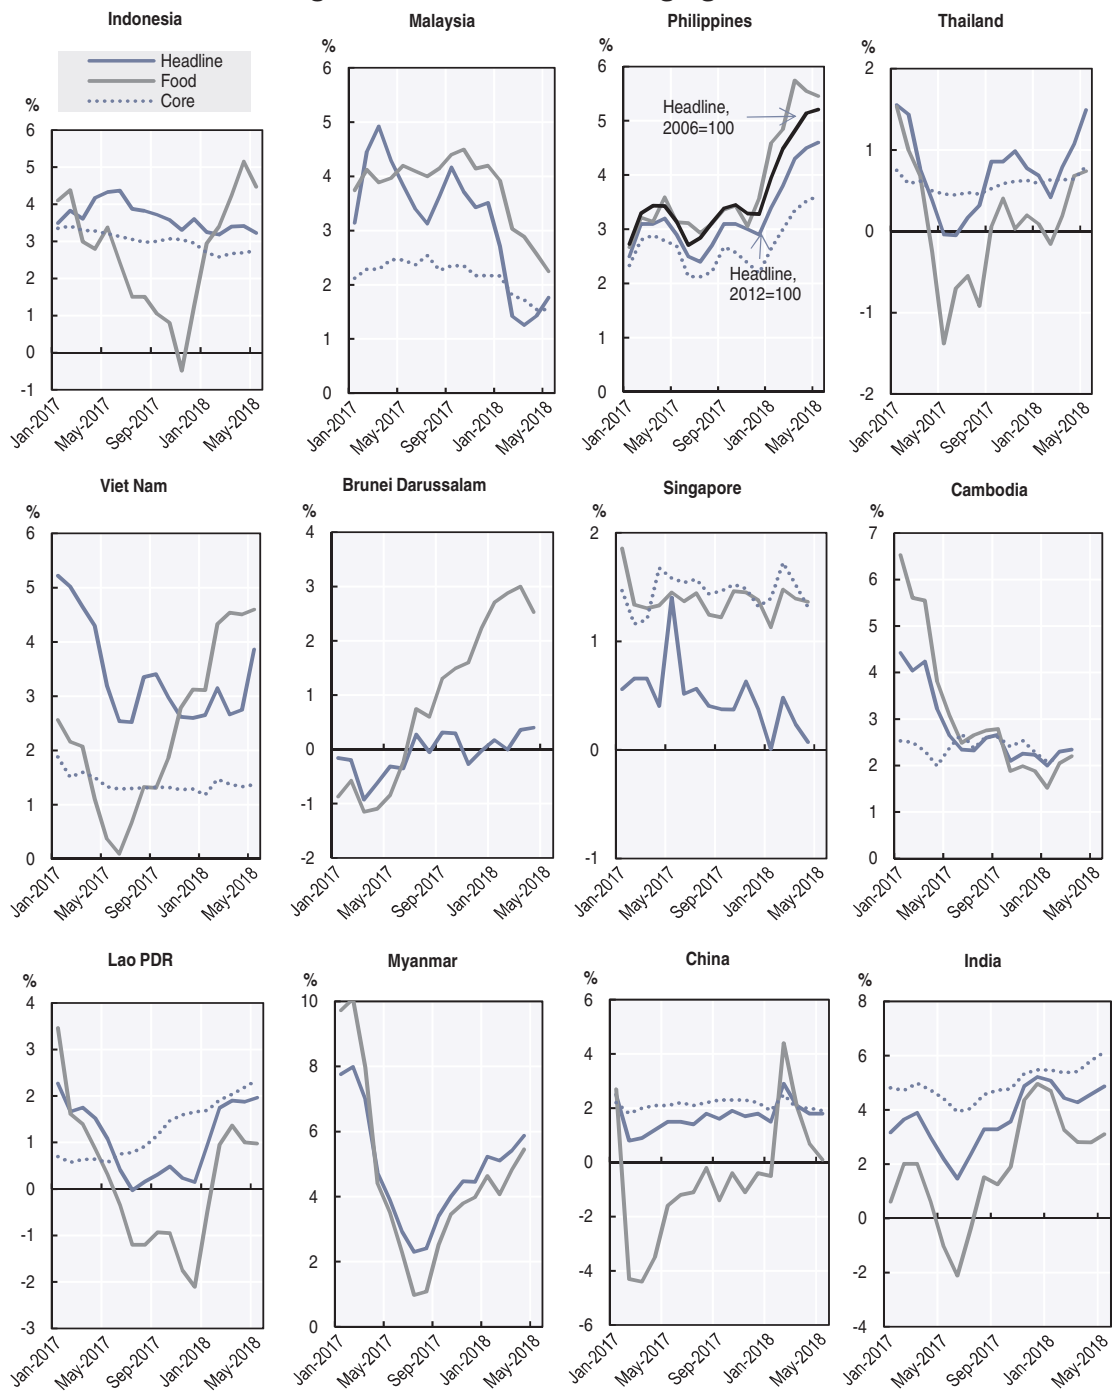 Indonesia
Headline
Food
Core
%
6
5
4
3
2
1
0
-1
Jan-2017
May-2017
Sep-2017
Jan-2018
May-2018
Malaysia
%
6
5
4
3
2
1
0
Jan-2017
May-2017
Sep-2017
Jan-2018
May-2018
Philippines
%
6
5
4
3
2
1
0
Headline,
2006=100
Headline,
2012=100
Jan-2017
May-2017
Sep-2017
Jan-2018
May-2018
Thailand
%
2
1
0
-1
-2
Jan-2017
May-2017
Sep-2017
Jan-2018
May-2018
Viet Nam
%
6
5
4
3
2
1
0
Jan-2017
May-2017
Sep-2017
Jan-2018
May-2018
Brunei Darussalam
%
4
3
2
1
0
-1
-2
Jan-2017
May-2017
Sep-2017
Jan-2018
May-2018
Singapore
%
2
1
0
-1
Jan-2017
May-2017
Sep-2017
Jan-2018
May-2018
Cambodia
%
7
6
5
4
3
2
1
0
Jan-2017
May-2017
Sep-2017
Jan-2018
May-2018
Lao PDR
%
4
3
2
1
0
-1
-2
-3
Jan-2017
May-2017
Sep-2017
Jan-2018
May-2018
Myanmar
%
10
8
6
4
2
0
Jan-2017
May-2017
Sep-2017
Jan-2018
May-2018
China
%
6
4
2
0
-2
-4
-6
Jan-2017
May-2017
Sep-2017
Jan-2018
May-2018
India
%
8
6
4
2
0
-2
-4
Jan-2017
May-2017
Sep-2017
Jan-2018
May-2018